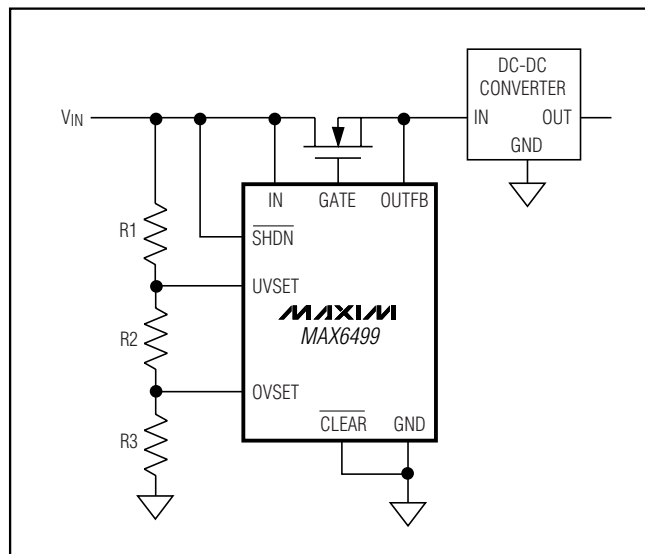 DC-DC
CONVERTER
IN OUT
GND
VIN
IN GATE OUTFB
SHDN
R1
UVSET
MAXIM
MAX6499
R2
OVSET
CLEAR GND
R3